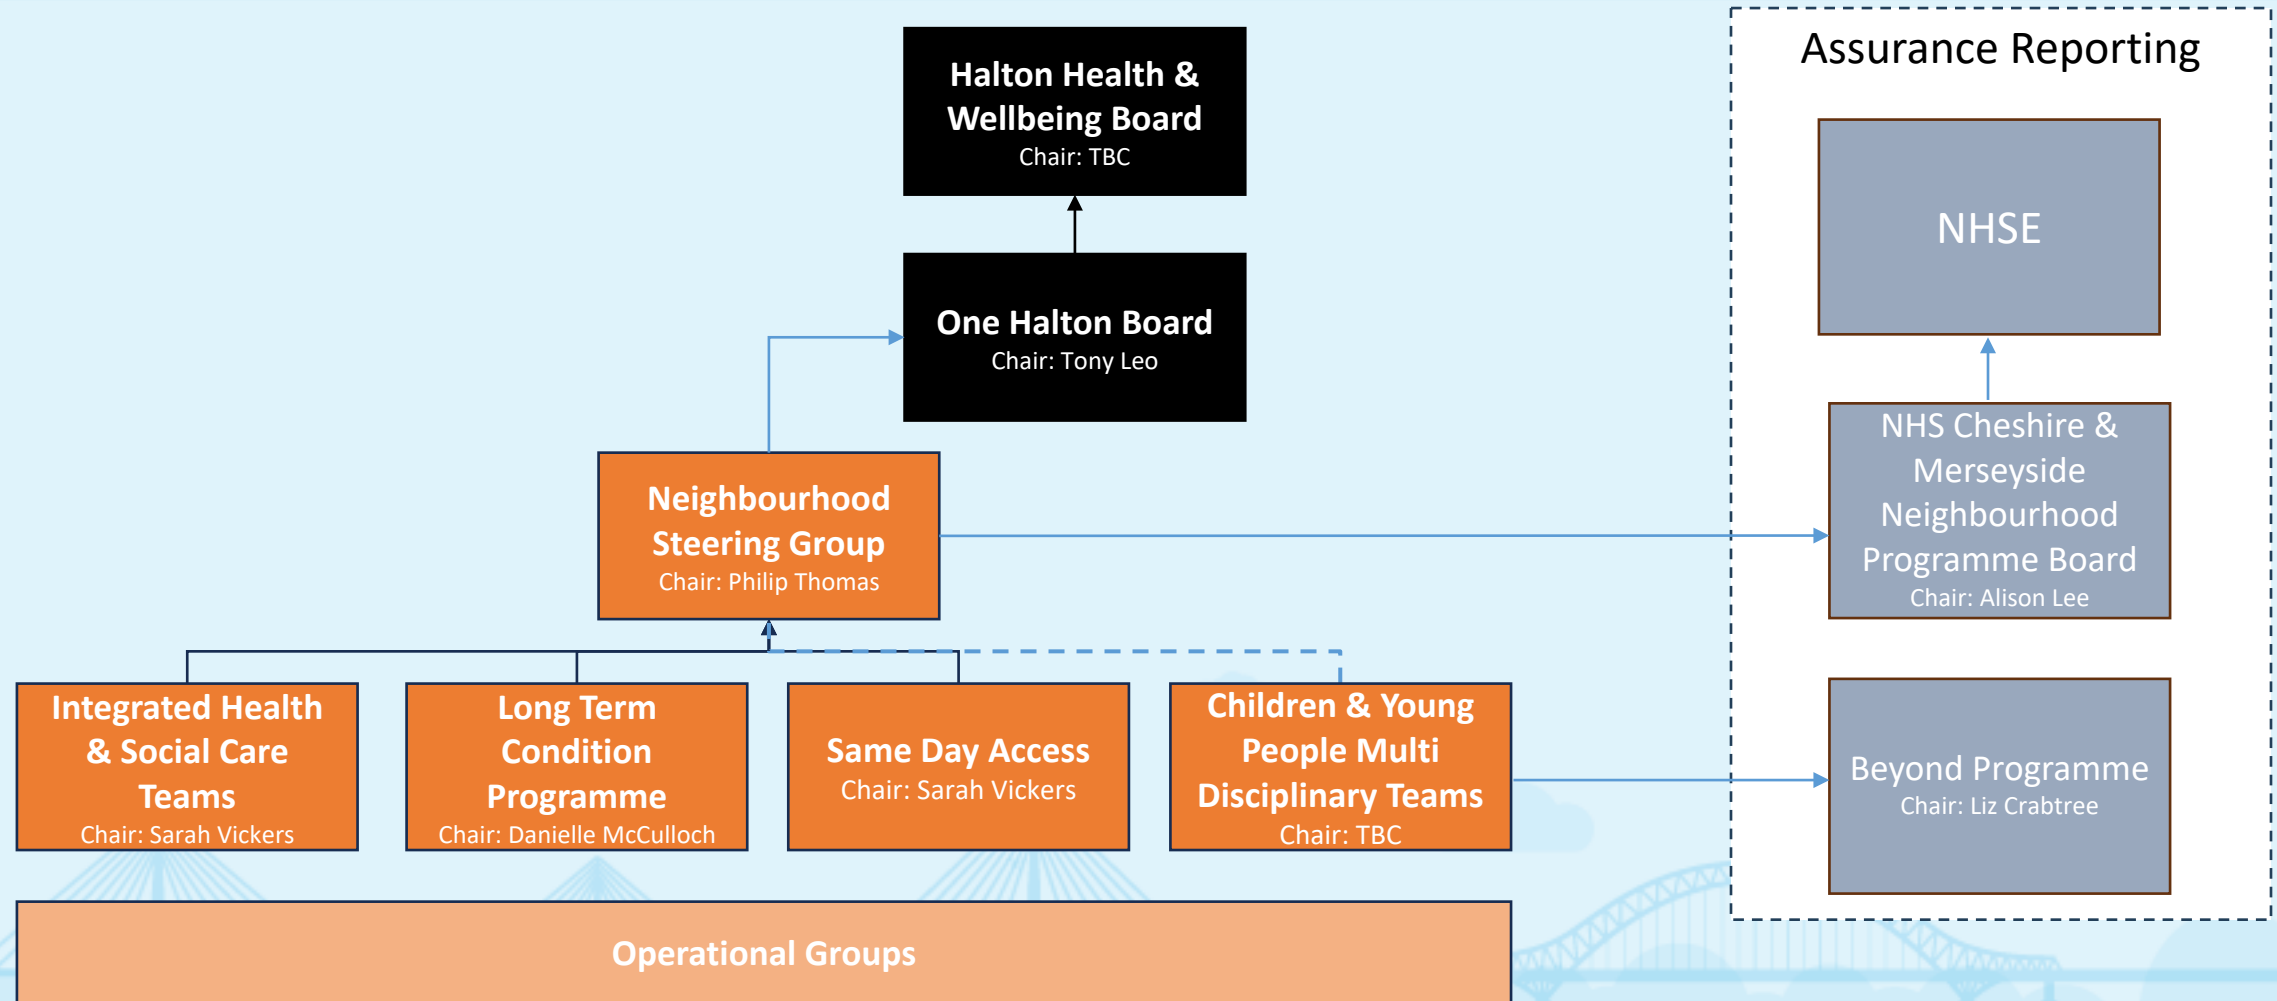 Assurance Reporting
Halton Health &
Wellbeing Board
Chair: TBC
NHSE
One Halton Board
Chair: Tony Leo
NHS Cheshire &
Merseyside
Neighbourhood
Programme Board
Chair: Alison Lee
Neighbourhood
Steering Group
Chair: Philip Thomas
Integrated Health
& Social Care
Teams
Chair: Sarah Vickers
Long Term
Condition
Programme
Chair: Danielle McCulloch
Same Day Access
Chair: Sarah Vickers
Children & Young
People Multi
Disciplinary Teams
Chair: TBC
Beyond Programme
Chair: Liz Crabtree
Operational Groups